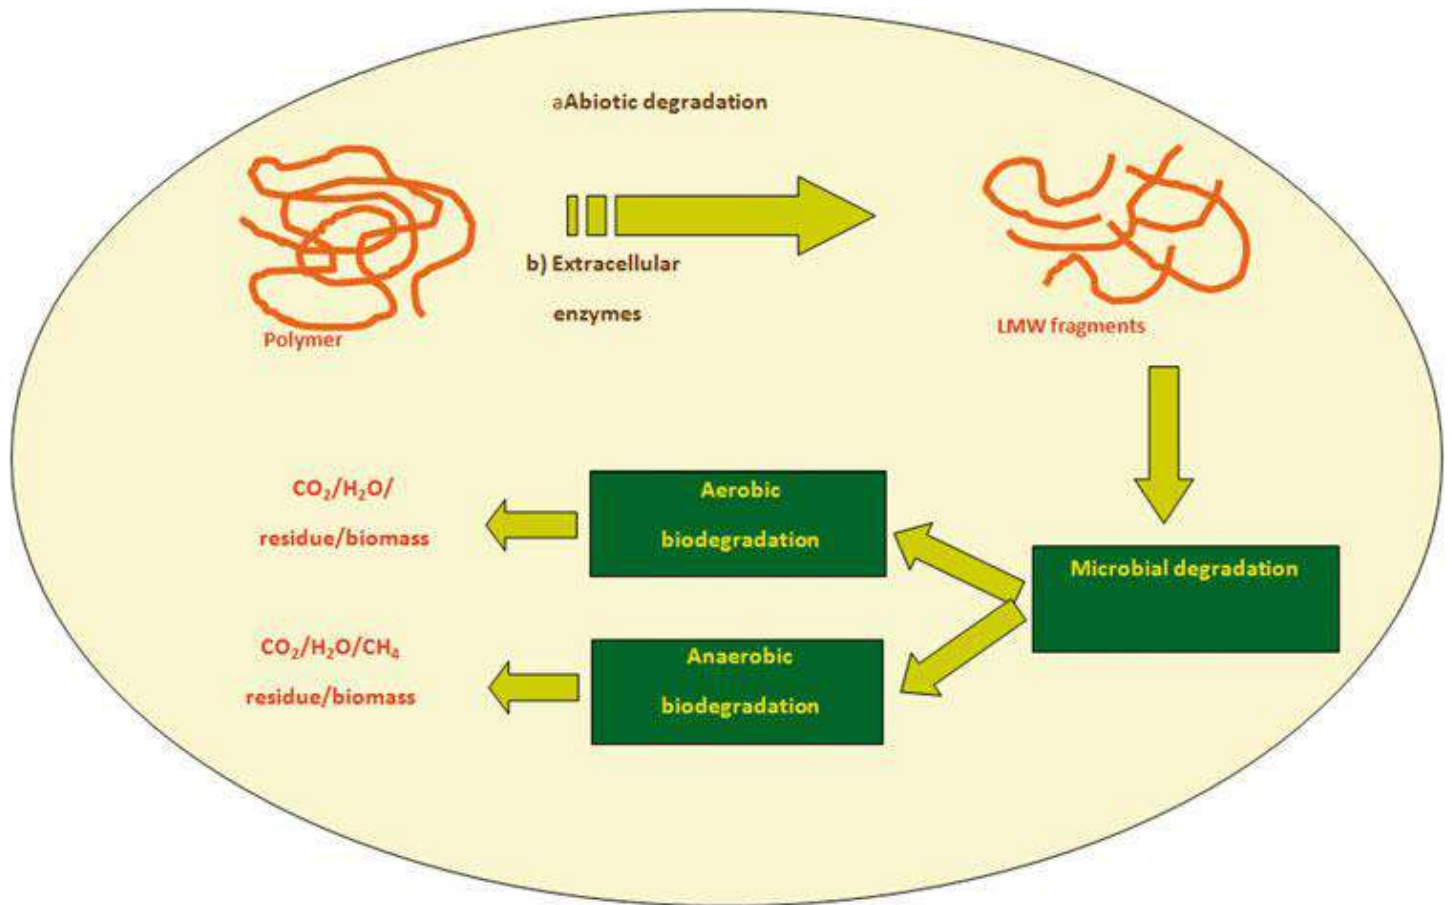 aAbiotic degradation
b) Extracellular
enzymes
Polymer
LMW fragments
CO₂/H₂O/
residue/biomass
Aerobic
biodegradation
Microbial degradation
CO₂/H₂O/CH₄
residue/biomass
Anaerobic
biodegradation